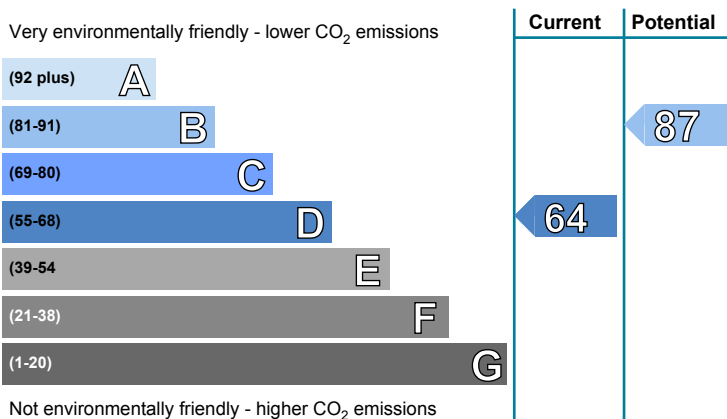 Current Potential
Very environmentally friendly - lower CO2 emissions
(92 plus) A
(81-91) B 87
(69-80) C
(55-68) D 64
(39-54 E
(21-38) F
(1-20) G
Not environmentally friendly - higher CO2 emissions